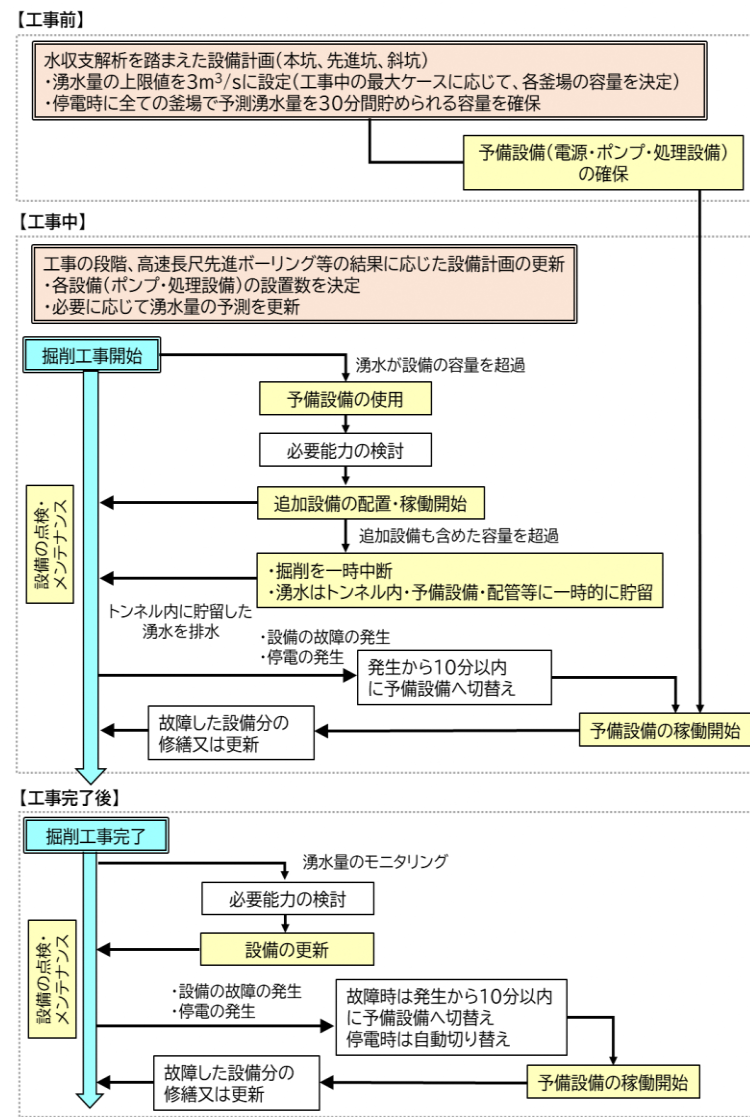 【工事前】
水収支解析を踏まえた設備計画(本坑、先進坑、斜坑)
・湧水量の上限値を3m³/sに設定(工事中の最大ケースに応じて、各釜場の容量を決定)
・停電時に全ての釜場で予測湧水量を30分間貯められる容量を確保
予備設備(電源・ポンプ・処理設備)
の確保
【工事中】
工事の段階、高速長尺先進ボーリング等の結果に応じた設備計画の更新
・各設備(ポンプ・処理設備)の設置数を決定
・必要に応じて湧水量の予測を更新
掘削工事開始
湧水が設備の容量を超過
予備設備の使用
必要能力の検討
追加設備の配置・稼働開始
追加設備も含めた容量を超過
・掘削を一時中断
・湧水はトンネル内・予備設備・配管等に一時的に貯留
設備の点検・
メンテナンス
トンネル内に貯留した
湧水を排水
・設備の故障の発生
・停電の発生
発生から10分以内
に予備設備へ切替え
予備設備の稼働開始
故障した設備分の
修繕又は更新
【工事完了後】
掘削工事完了
湧水量のモニタリング
必要能力の検討
設備の更新
設備の点検・
メンテナンス
・設備の故障の発生
・停電の発生
故障時は発生から10分以内
に予備設備へ切替え
停電時は自動切り替え
予備設備の稼働開始
故障した設備分の
修繕又は更新